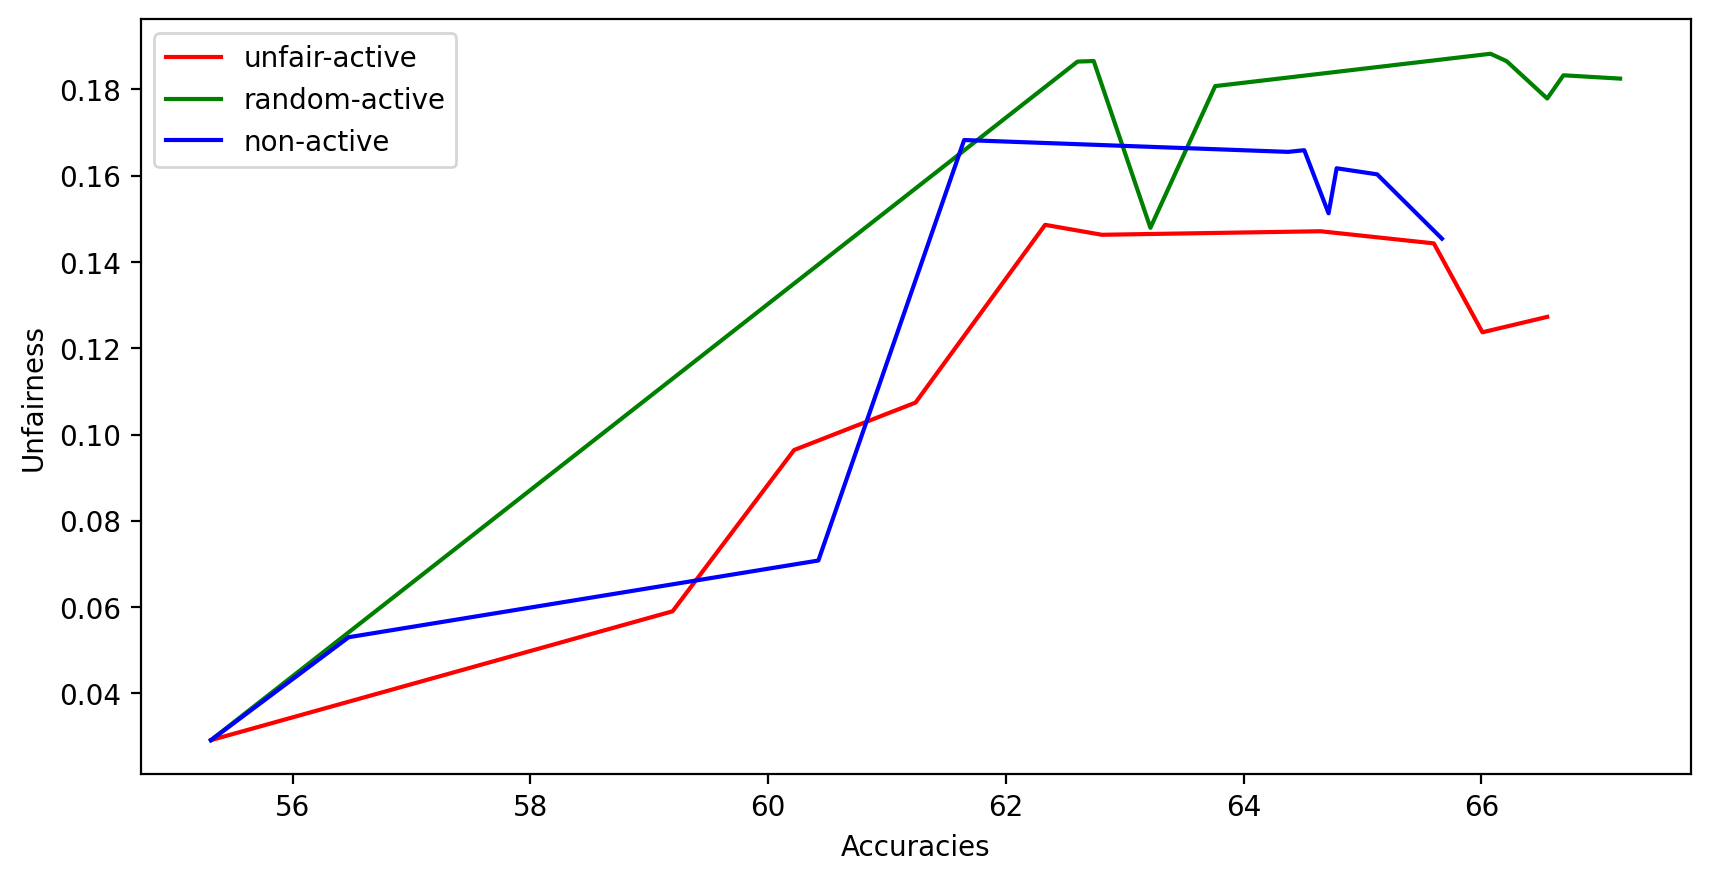 unfair-active
random-active
non-active
0.18
0.16
0.14
0.12
0.10
0.08
0.06
0.04
Unfairness
56 58 60 62 64 66
Accuracies